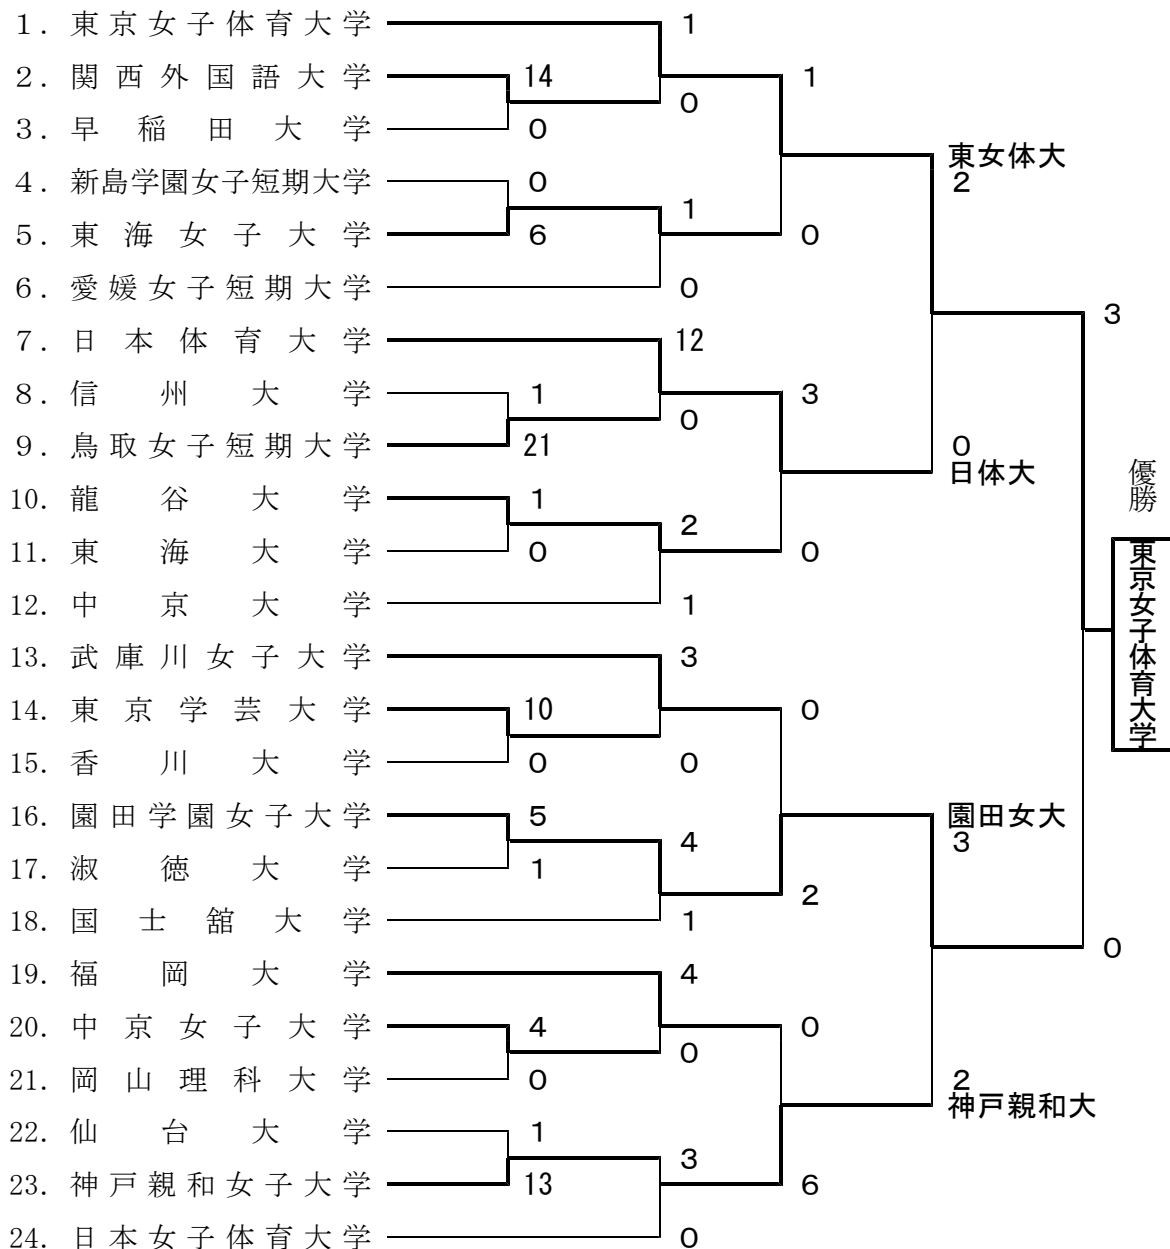 1. 東京女子体育大学
1
2. 関西外国語大学
14
1
0
3. 早稲田大学
0
東女体大
2
4. 新島学園女子短期大学
0
1
5. 東海女子大学
6
0
6. 愛媛女子短期大学
0
3
7. 日本体育大学
12
8. 信州大学
1
3
0
9. 鳥取女子短期大学
21
0
日体大
優勝
10. 龍谷大学
1
2
11. 東海大学
0
0
東京女子体育大学
12. 中京大学
1
13. 武庫川女子大学
3
14. 東京学芸大学
10
0
15. 香川大学
0
0
16. 園田学園女子大学
5
園田女大
3
4
17. 淑徳大学
1
2
18. 国士舘大学
1
0
19. 福岡大学
4
20. 中京女子大学
4
0
0
21. 岡山理科大学
0
2
神戸親和大
22. 仙台大学
1
3
23. 神戸親和女子大学
13
6
24. 日本女子体育大学
0